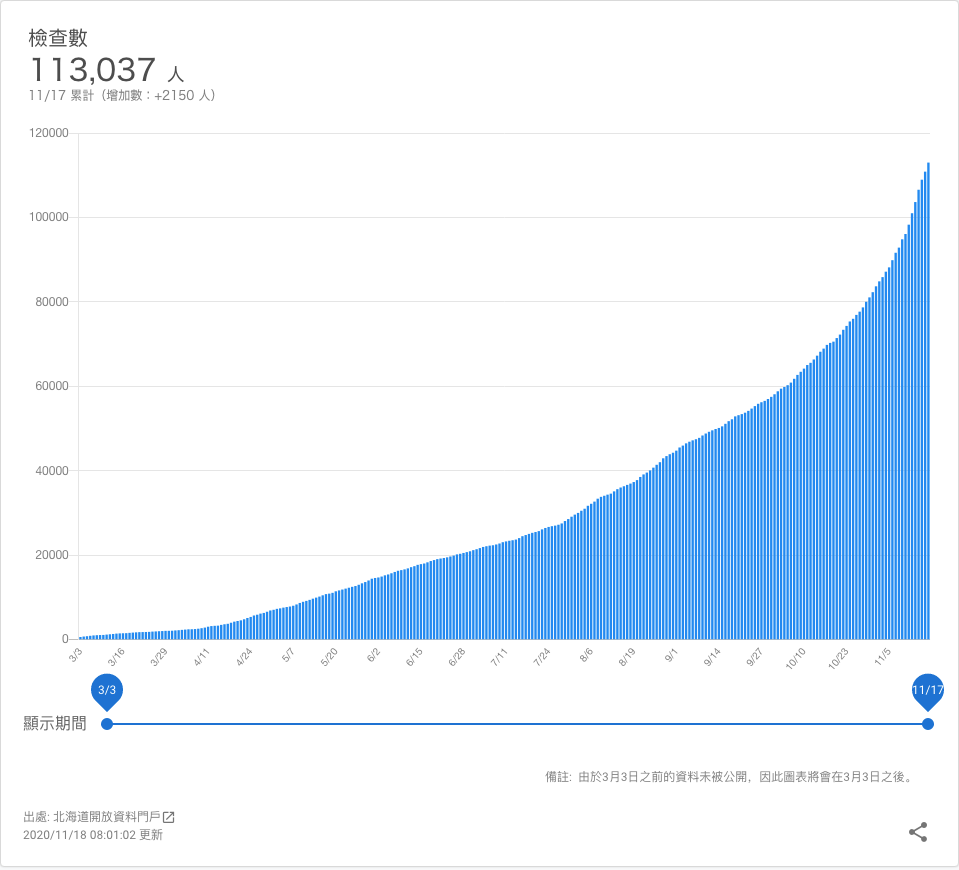 檢查數
113,037 人
11/17 累計（增加數：+2150 人）
120000
100000
80000
60000
40000
20000
0
3/3 3/16 3/29 4/11 4/24 5/7 5/20 6/2 6/15 6/28 7/11 7/24 8/6 8/19 9/1 9/14 9/27 10/10 10/23 11/5
3/3 11/17
顯示期間
備註: 由於3月3日之前的資料未被公開，因此圖表將會在3月3日之後。
出處: 北海道開放資料門戶
2020/11/18 08:01:02 更新